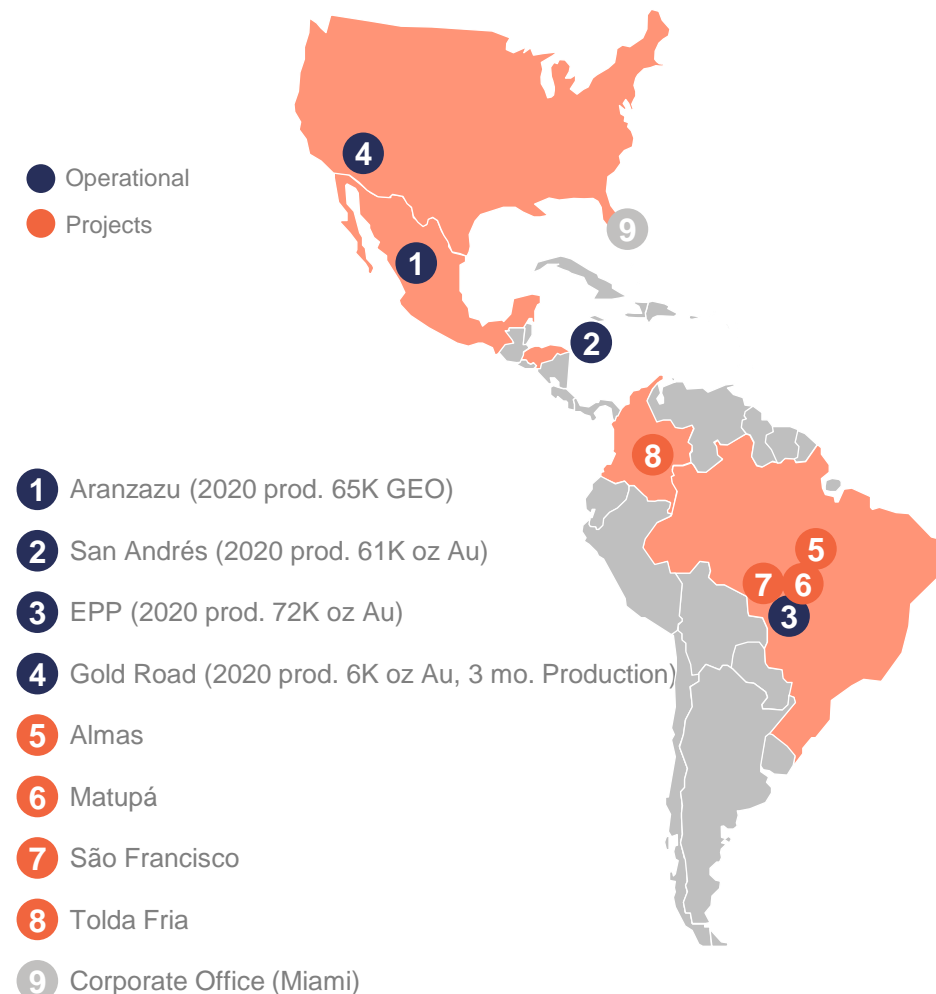 4
Operational
Projects
9
1
2
8
5
7 6
3
1 Aranzazu (2020 prod. 65K GEO)
2 San Andrés (2020 prod. 61K oz Au)
3 EPP (2020 prod. 72K oz Au)
4 Gold Road (2020 prod. 6K oz Au, 3 mo. Production)
5 Almas
6 Matupá
7 São Francisco
8 Tolda Fria
9 Corporate Office (Miami)